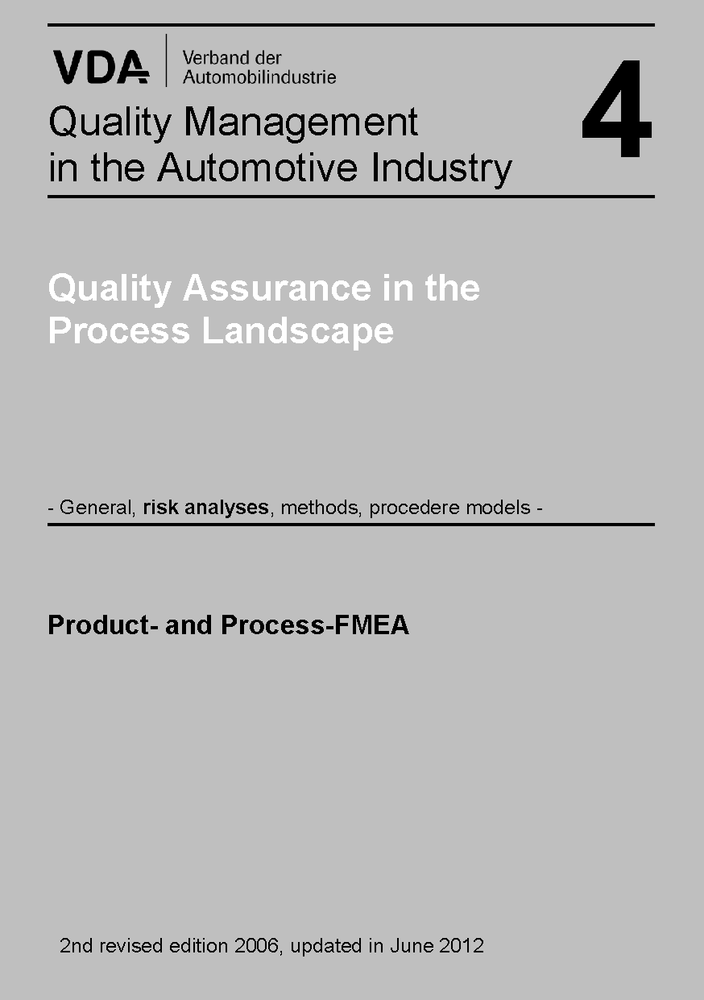 VDA
Verband der
Automobilindustrie
Quality Management
in the Automotive Industry
4
Quality Assurance in the
Process Landscape
- General, risk analyses, methods, procedere models -
Product- and Process-FMEA
2nd revised edition 2006, updated in June 2012